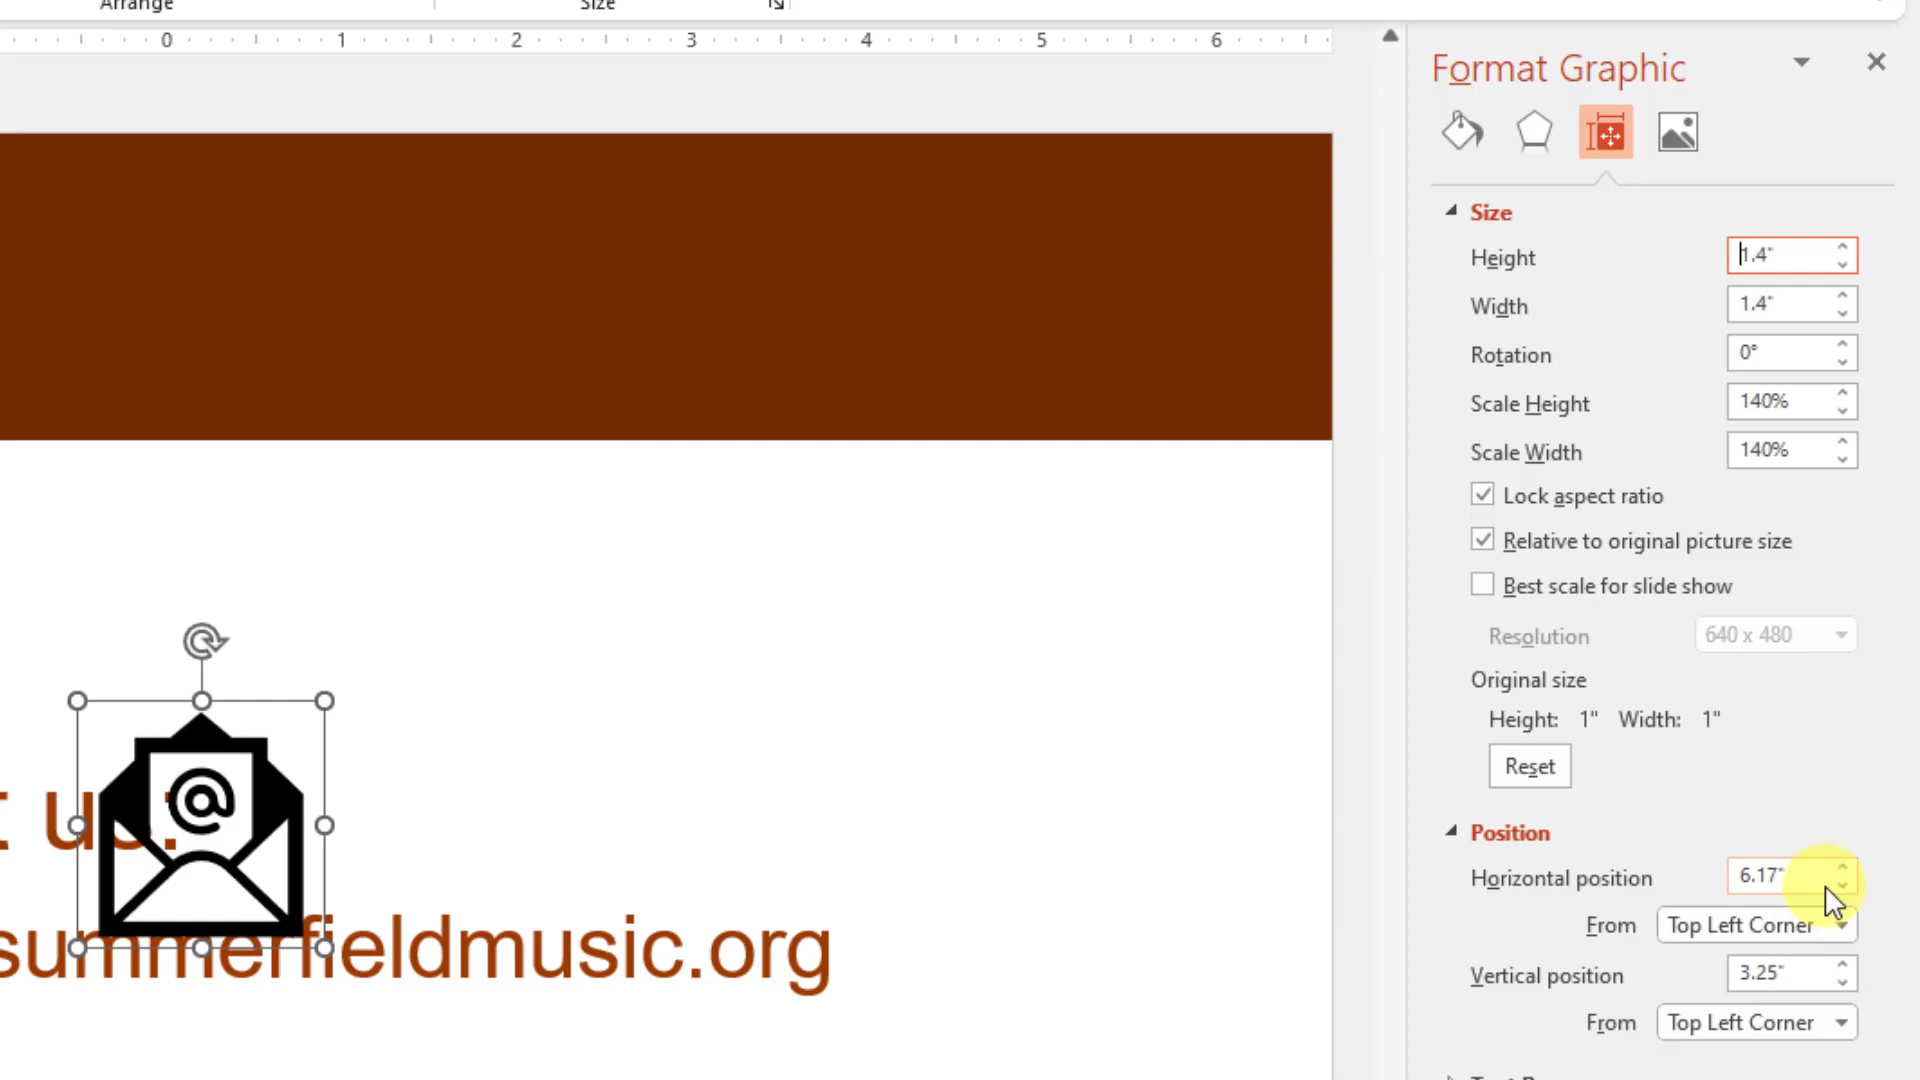 Arrange
Size
0 1 2 3 4 5 6
Format Graphic
Size
Height 1.4"
Width 1.4"
Rotation 0°
Scale Height 140%
Scale Width 140%
Lock aspect ratio
Relative to original picture size
Best scale for slide show
Resolution 640 x 480
Original size
Height: 1" Width: 1"
Reset
Position
Horizontal position 6.17"
From Top Left Corner
Vertical position 3.25"
From Top Left Corner
@
t us:
summerfieldmusic.org